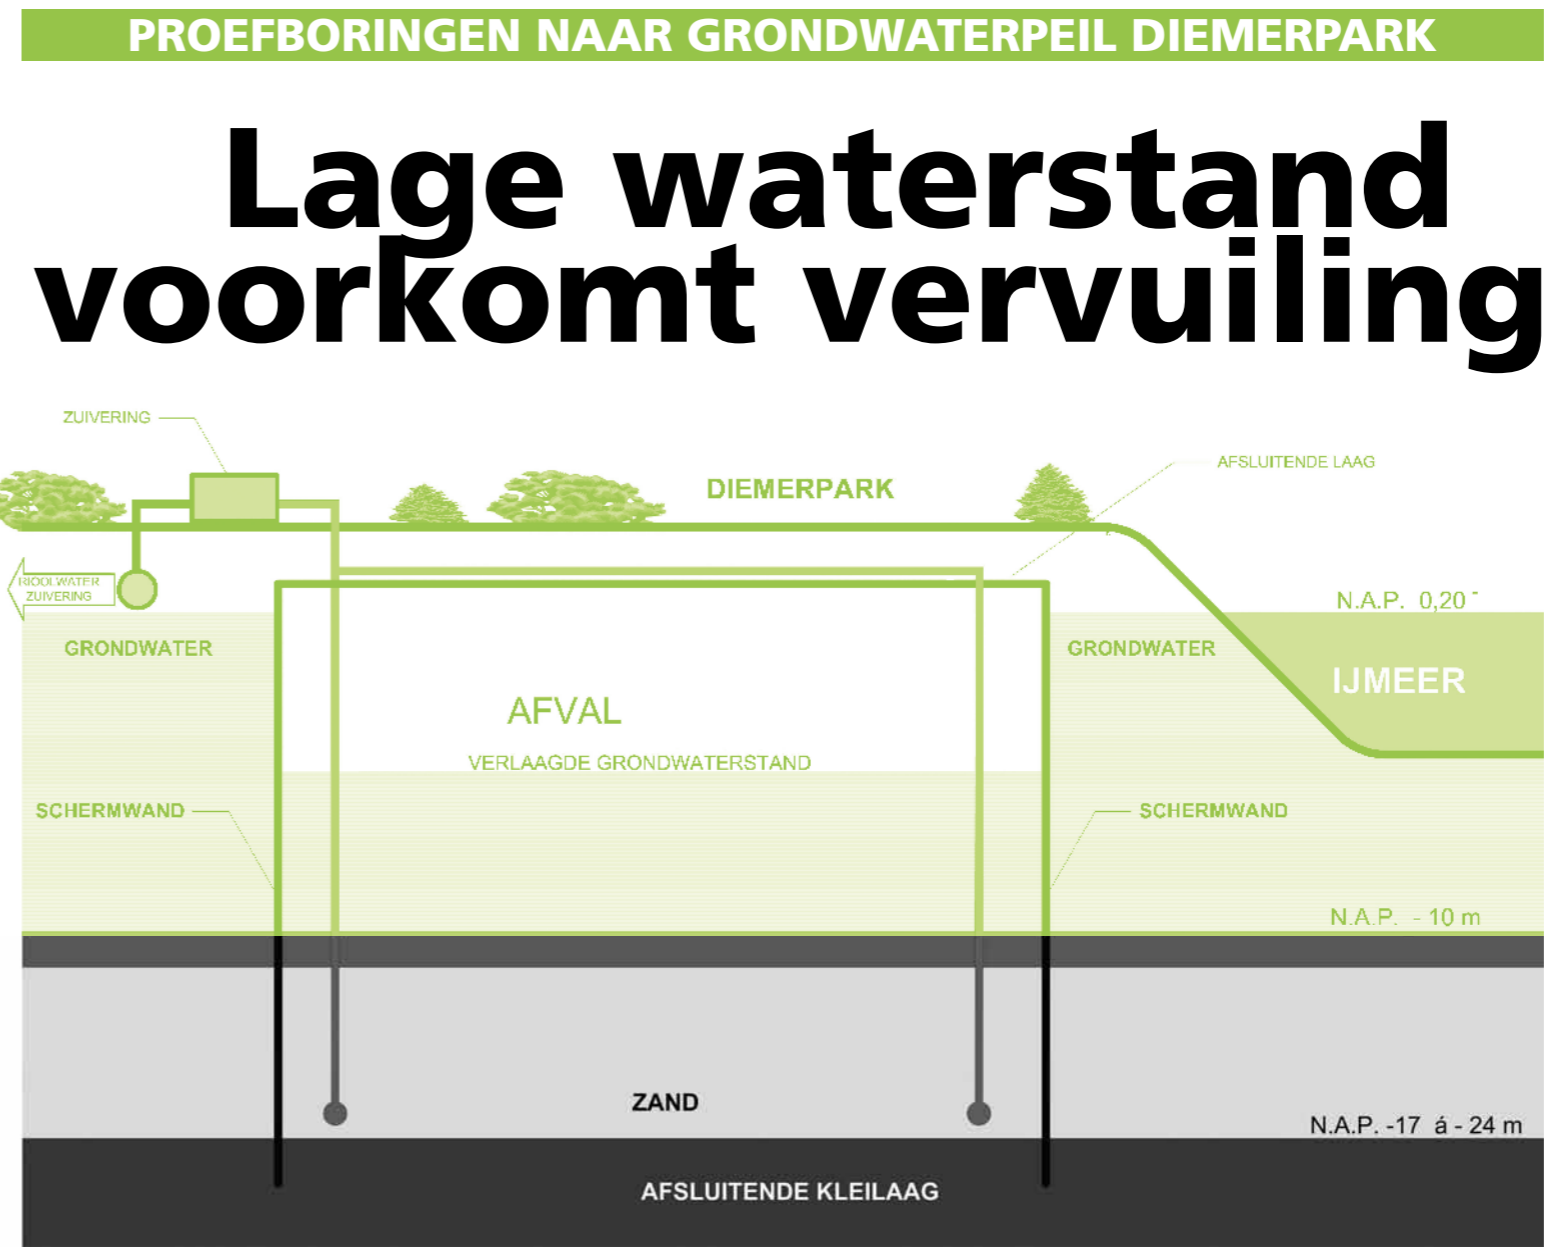 PROEFBORINGEN NAAR GRONDWATERPEIL DIEMERPARK
Lage waterstand
voorkomt vervuiling
ZUIVERING
AFSLUITENDE LAAG
DIEMERPARK
RIOOLWATER
ZUIVERING
N.A.P. 0,20 -
GRONDWATER
GRONDWATER
IJMEER
AFVAL
VERLAAGDE GRONDWATERSTAND
SCHERMWAND
SCHERMWAND
N.A.P. - 10 m
ZAND
N.A.P. -17 á - 24 m
AFSLUITENDE KLEILAAG